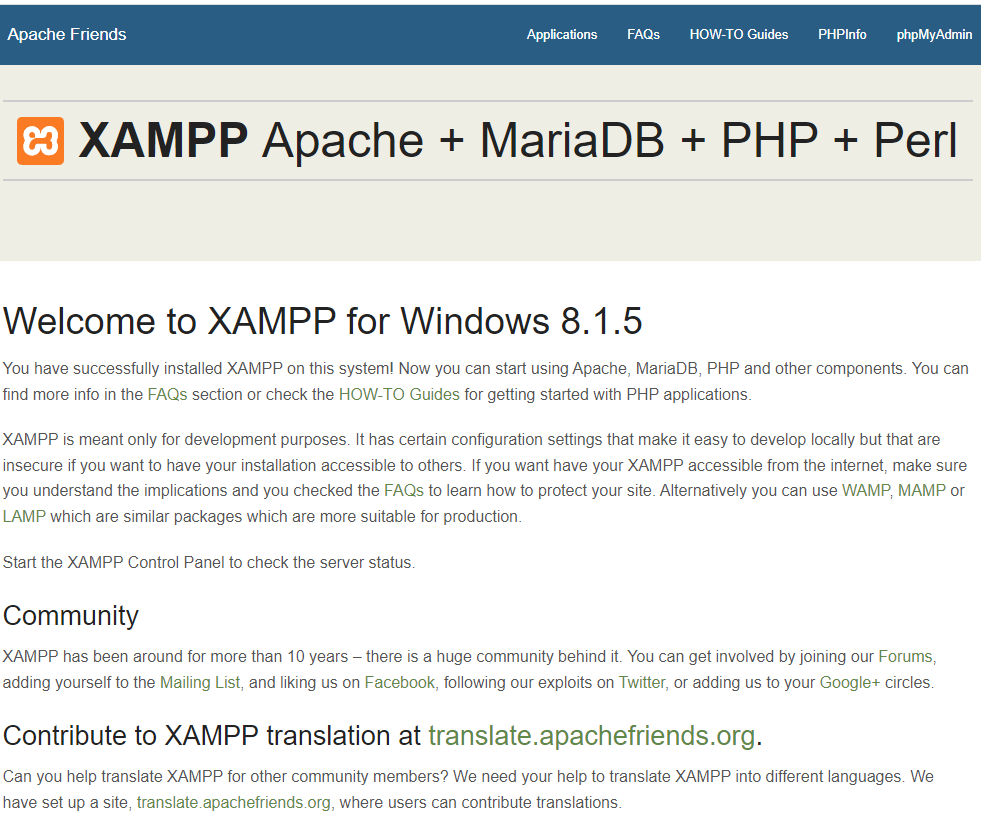 Apache Friends
Applications FAQs HOW-TO Guides PHPInfo phpMyAdmin
XAMPP Apache + MariaDB + PHP + Perl
Welcome to XAMPP for Windows 8.1.5
You have successfully installed XAMPP on this system! Now you can start using Apache, MariaDB, PHP and other components. You can
find more info in the FAQs section or check the HOW-TO Guides for getting started with PHP applications.
XAMPP is meant only for development purposes. It has certain configuration settings that make it easy to develop locally but that are
insecure if you want to have your installation accessible to others. If you want have your XAMPP accessible from the internet, make sure
you understand the implications and you checked the FAQs to learn how to protect your site. Alternatively you can use WAMP, MAMP or
LAMP which are similar packages which are more suitable for production.
Start the XAMPP Control Panel to check the server status.
Community
XAMPP has been around for more than 10 years – there is a huge community behind it. You can get involved by joining our Forums,
adding yourself to the Mailing List, and liking us on Facebook, following our exploits on Twitter, or adding us to your Google+ circles.
Contribute to XAMPP translation at translate.apachefriends.org.
Can you help translate XAMPP for other community members? We need your help to translate XAMPP into different languages. We
have set up a site, translate.apachefriends.org, where users can contribute translations.